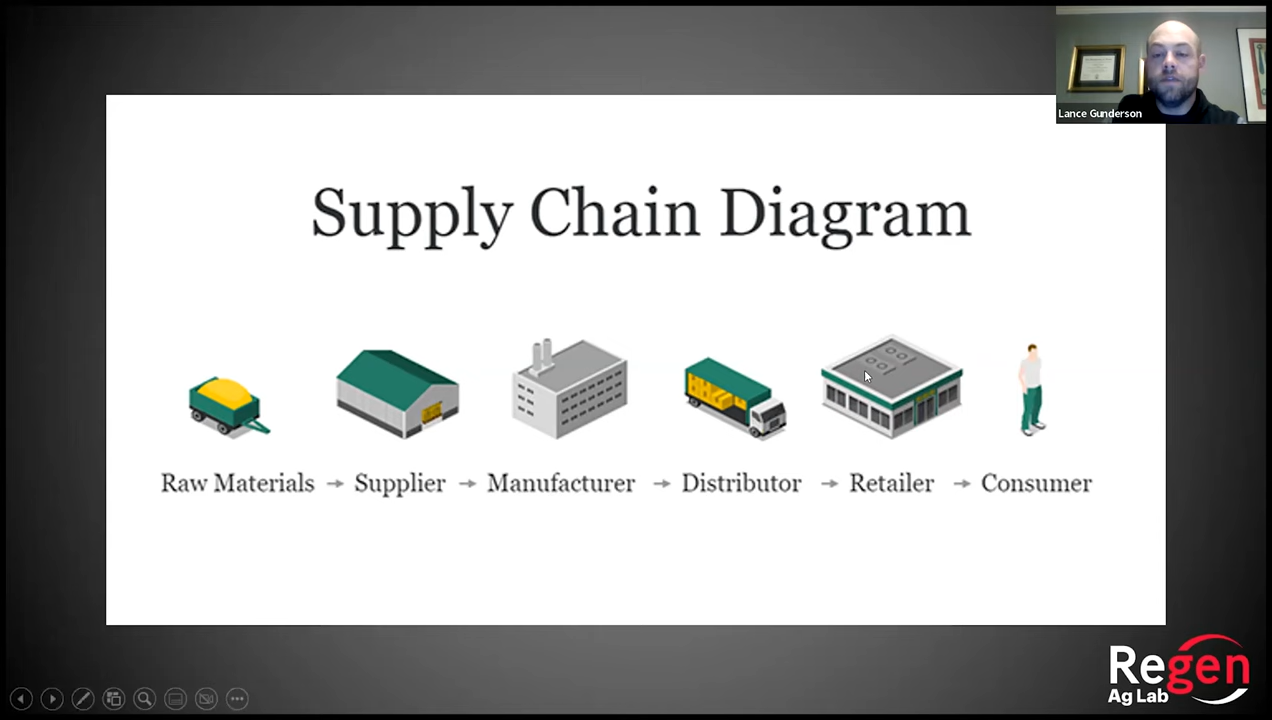 Lance Gunderson
Supply Chain Diagram
Raw Materials → Supplier → Manufacturer → Distributor → Retailer → Consumer
Regen
Ag Lab